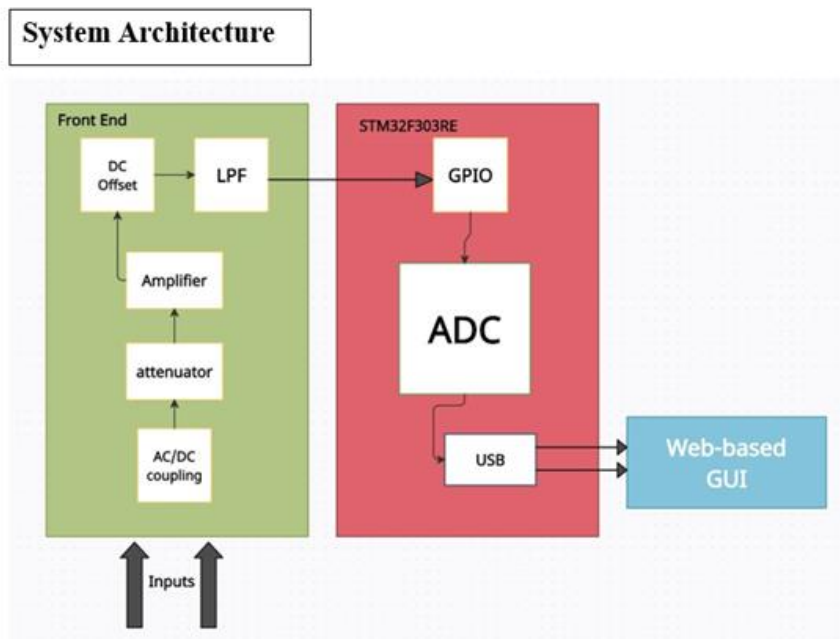 System Architecture
Front End
DC
Offset
LPF
Amplifier
attenuator
AC/DC
coupling
Inputs
STM32F303RE
GPIO
ADC
USB
Web-based
GUI